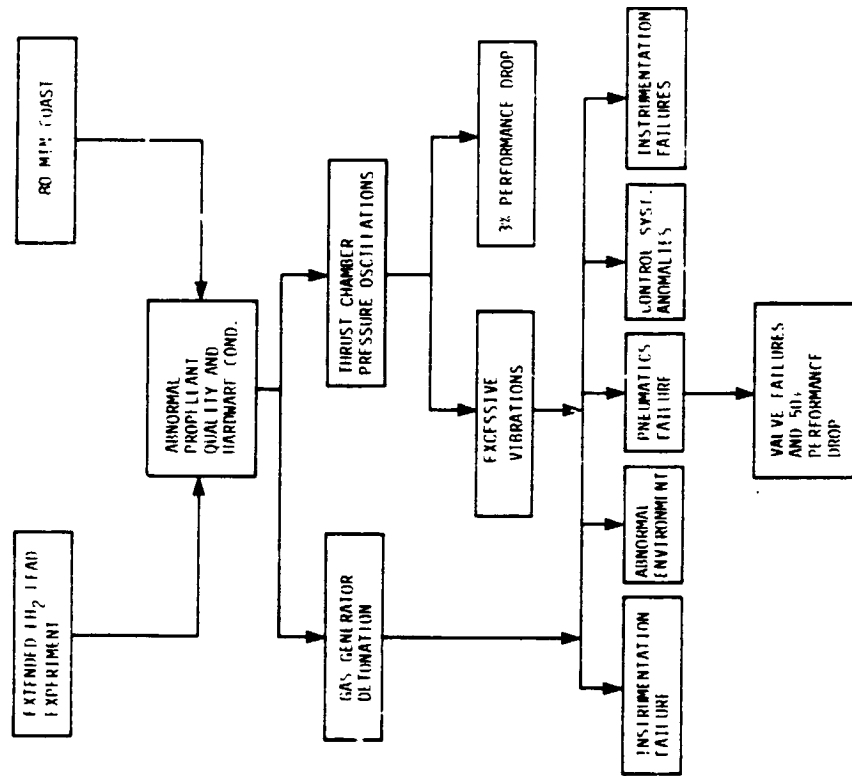 EXTENDED LH₂ LEAD
EXPERIMENT
80 MIN COAST
ABNORMAL
PROPELLANT
QUALITY AND
HARDWARE COND.
GAS GENERATOR
DETONATION
THRUST CHAMBER
PRESSURE OSCILLATIONS
EXCESSIVE
VIBRATIONS
3% PERFORMANCE DROP
INSTRUMENTATION
FAILURE
ABNORMAL
ENVIRONMENT
PNEUMATICS
FAILURE
CONTROL SYST.
ANOMALIES
INSTRUMENTATION
FAILURES
VALVE FAILURES
AND 50+
PERFORMANCE
DROP